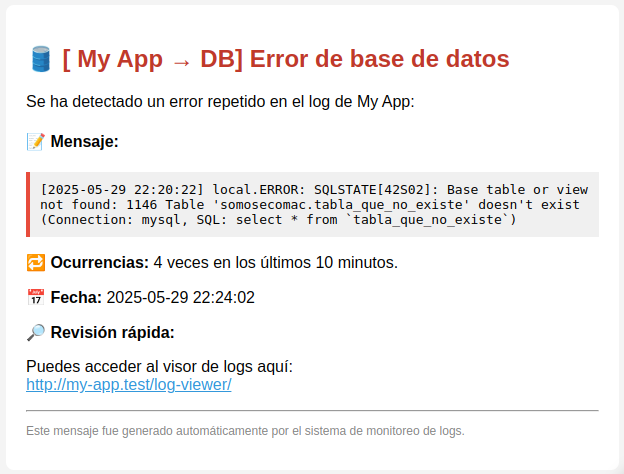 [ My App → DB] Error de base de datos
Se ha detectado un error repetido en el log de My App:
Mensaje:
[2025-05-29 22:20:22] local.ERROR: SQLSTATE[42S02]: Base table or view
not found: 1146 Table 'somosecomac.tabla_que_no_existe' doesn't exist
(Connection: mysql, SQL: select * from `tabla_que_no_existe`)
Ocurrencias: 4 veces en los últimos 10 minutos.
Fecha: 2025-05-29 22:24:02
Revisión rápida:
Puedes acceder al visor de logs aquí:
http://my-app.test/log-viewer/
Este mensaje fue generado automáticamente por el sistema de monitoreo de logs.